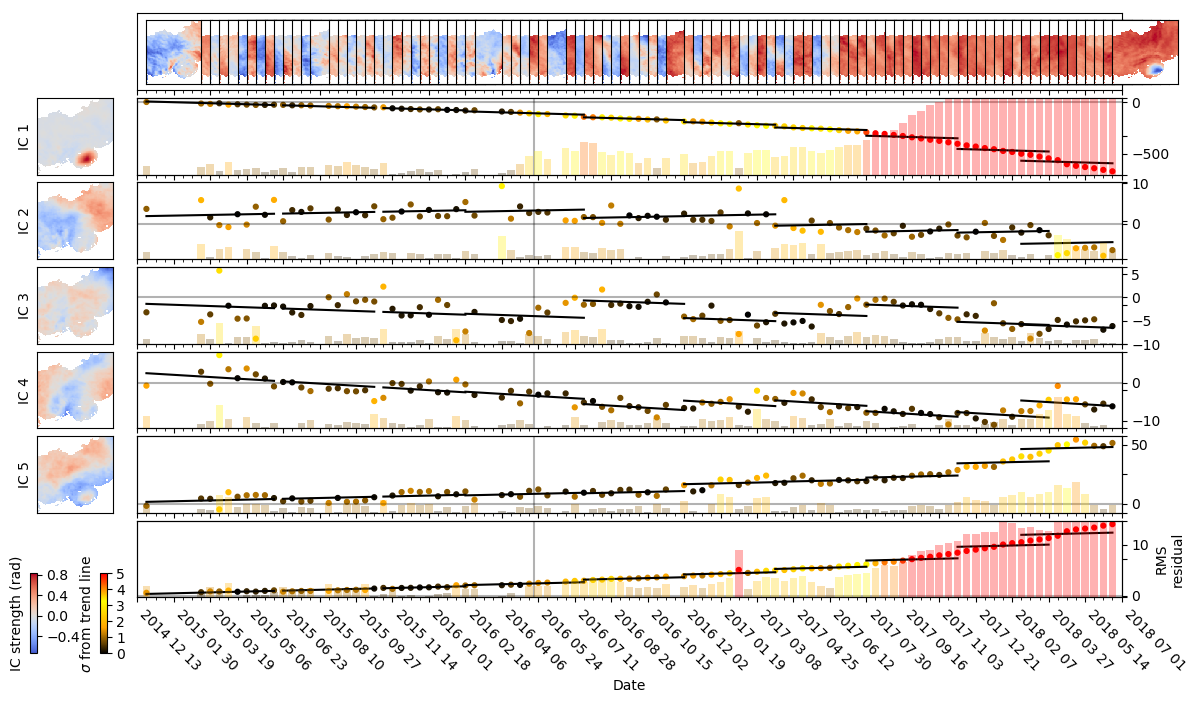 IC 1
0
−500
IC 2
10
0
IC 3
5
0
−5
−10
IC 4
0
−10
IC 5
50
0
10
0
RMS
residual
IC strength (rad)
0.8
0.4
0.0
−0.4
σ from trend line
5
4
3
2
1
0
2014 12 13
2015 01 30
2015 03 19
2015 05 06
2015 06 23
2015 08 10
2015 09 27
2015 11 14
2016 01 01
2016 02 18
2016 04 06
2016 05 24
2016 07 11
2016 08 28
2016 10 15
2016 12 02
2017 01 19
2017 03 08
2017 04 25
2017 06 12
2017 07 30
2017 09 16
2017 11 03
2017 12 21
2018 02 07
2018 03 27
2018 05 14
2018 07 01
Date